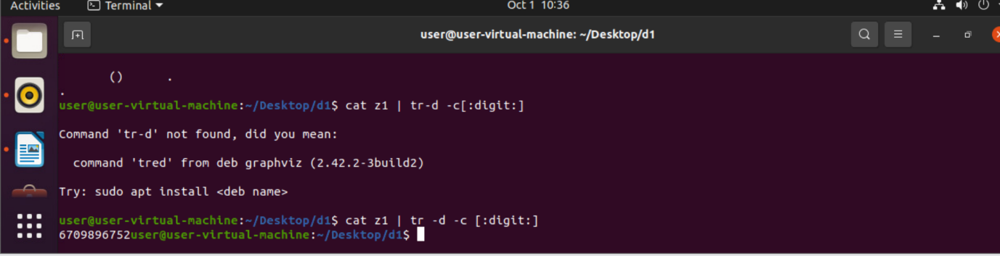 Activities Terminal Oct 1 10:36
user@user-virtual-machine: ~/Desktop/d1
() .
.
user@user-virtual-machine:~/Desktop/d1$ cat z1 | tr-d -c[:digit:]
Command 'tr-d' not found, did you mean:
command 'tred' from deb graphviz (2.42.2-3build2)
Try: sudo apt install <deb name>
user@user-virtual-machine:~/Desktop/d1$ cat z1 | tr -d -c [:digit:]
6709896752user@user-virtual-machine:~/Desktop/d1$